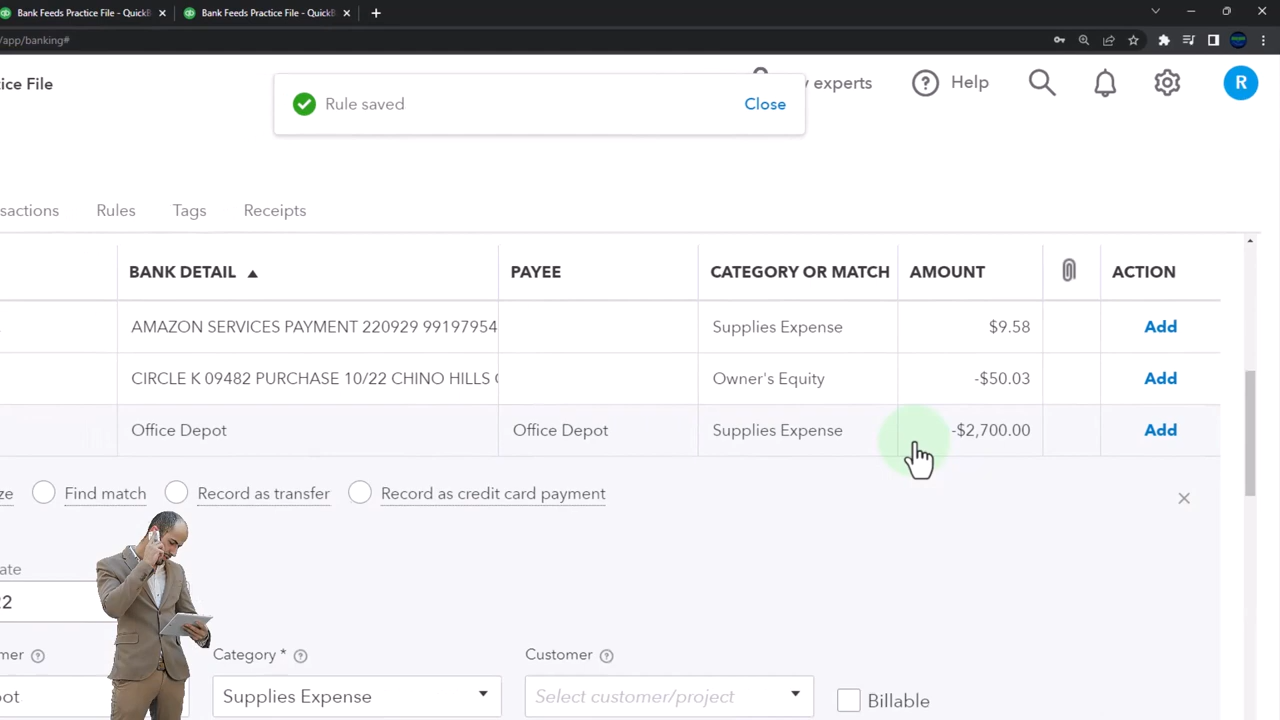 Bank Feeds Practice File - QuickB
Bank Feeds Practice File - QuickB
/app/banking#
tice File
Rule saved
Close
y experts
Help
R
sactions
Rules
Tags
Receipts
BANK DETAIL
PAYEE
CATEGORY OR MATCH
AMOUNT
ACTION
AMAZON SERVICES PAYMENT 220929 99197954
Supplies Expense
$9.58
Add
CIRCLE K 09482 PURCHASE 10/22 CHINO HILLS C
Owner's Equity
-$50.03
Add
Office Depot
Office Depot
Supplies Expense
-$2,700.00
Add
ze
Find match
Record as transfer
Record as credit card payment
ate
22
mer
Category *
Customer
pot
Supplies Expense
Select customer/project
Billable